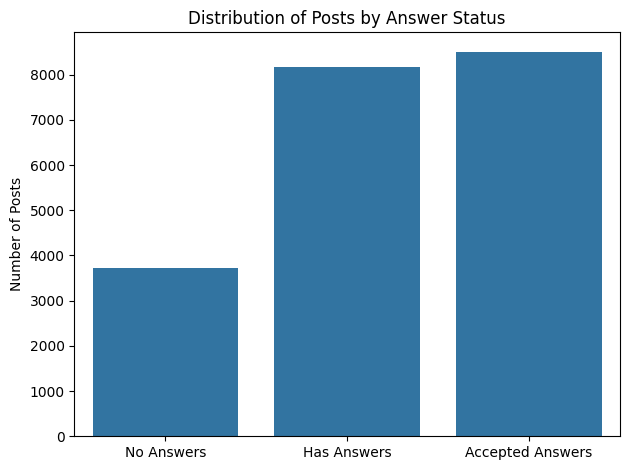 Distribution of Posts by Answer Status
Number of Posts
8000
7000
6000
5000
4000
3000
2000
1000
0
No Answers
Has Answers
Accepted Answers